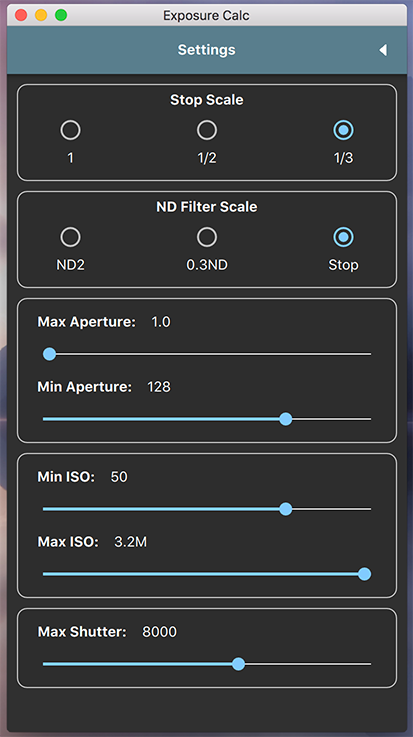 Exposure Calc
Settings
Stop Scale
1 1/2 1/3
ND Filter Scale
ND2 0.3ND Stop
Max Aperture: 1.0
Min Aperture: 128
Min ISO: 50
Max ISO: 3.2M
Max Shutter: 8000